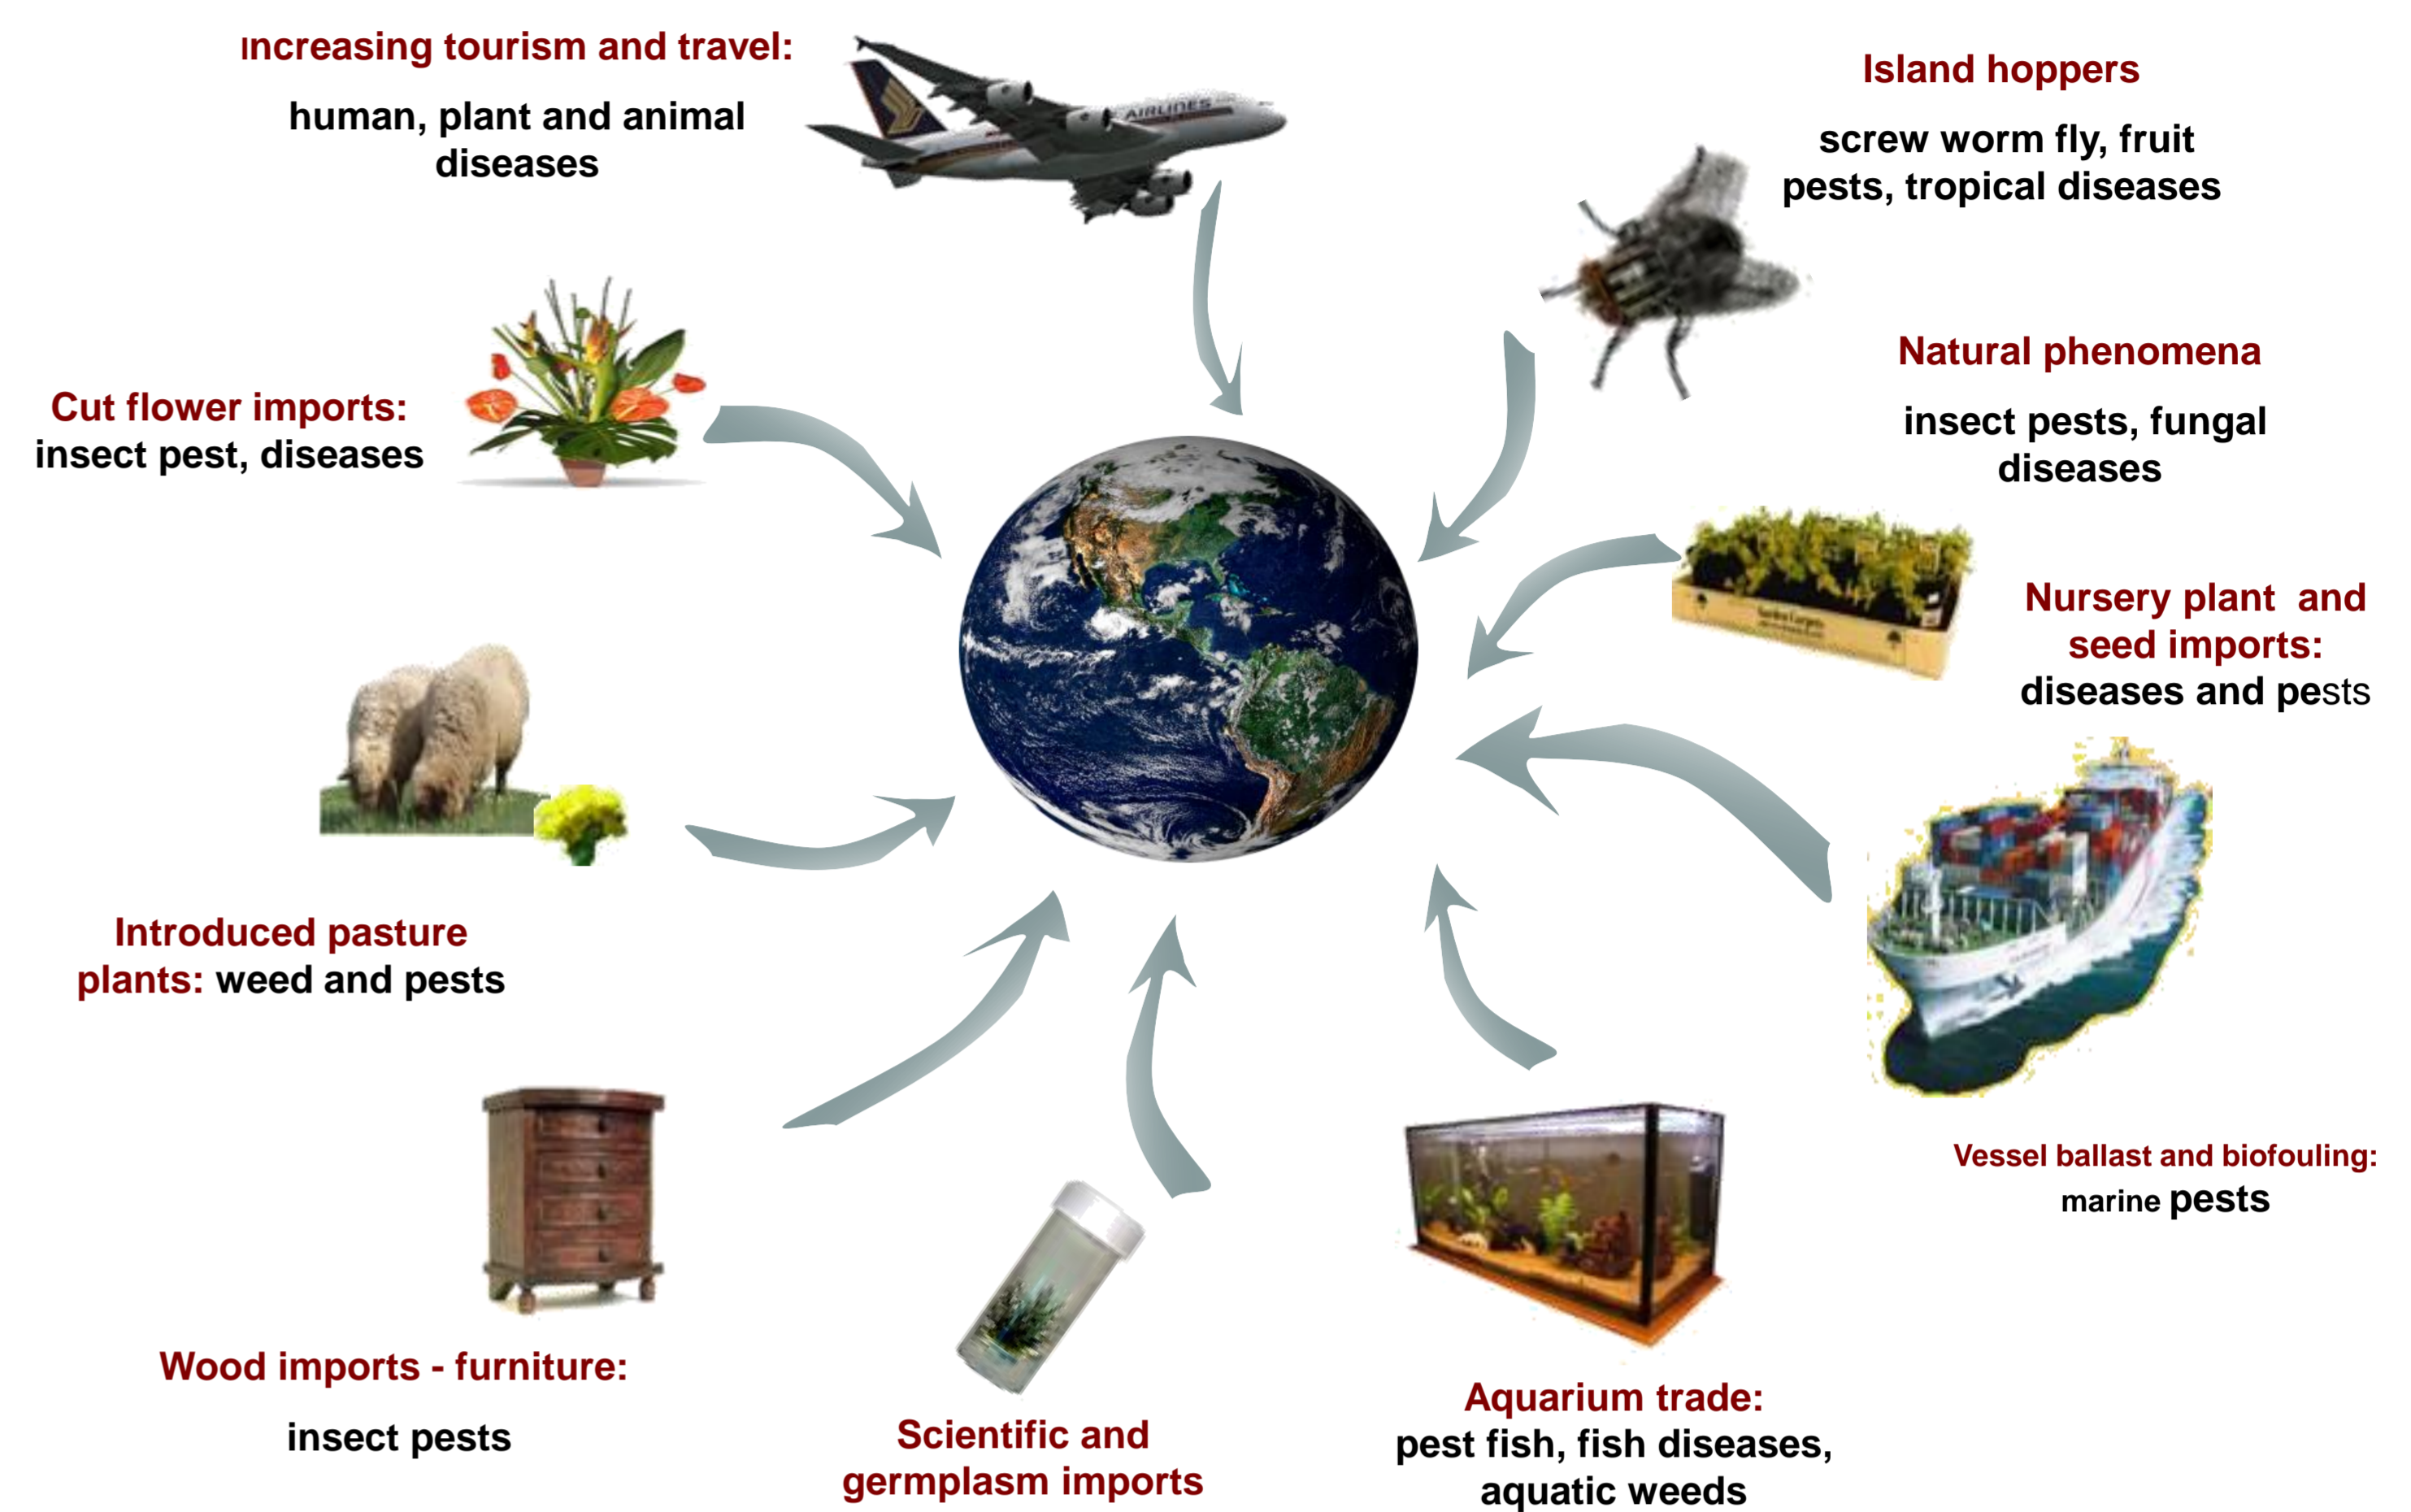 Increasing tourism and travel:
human, plant and animal
diseases
AIRLINES
Island hoppers
screw worm fly, fruit
pests, tropical diseases
Natural phenomena
insect pests, fungal
diseases
Cut flower imports:
insect pest, diseases
Nursery plant and
seed imports:
diseases and pests
Introduced pasture
plants: weed and pests
Vessel ballast and biofouling:
marine pests
Wood imports - furniture:
insect pests
Scientific and
germplasm imports
Aquarium trade:
pest fish, fish diseases,
aquatic weeds